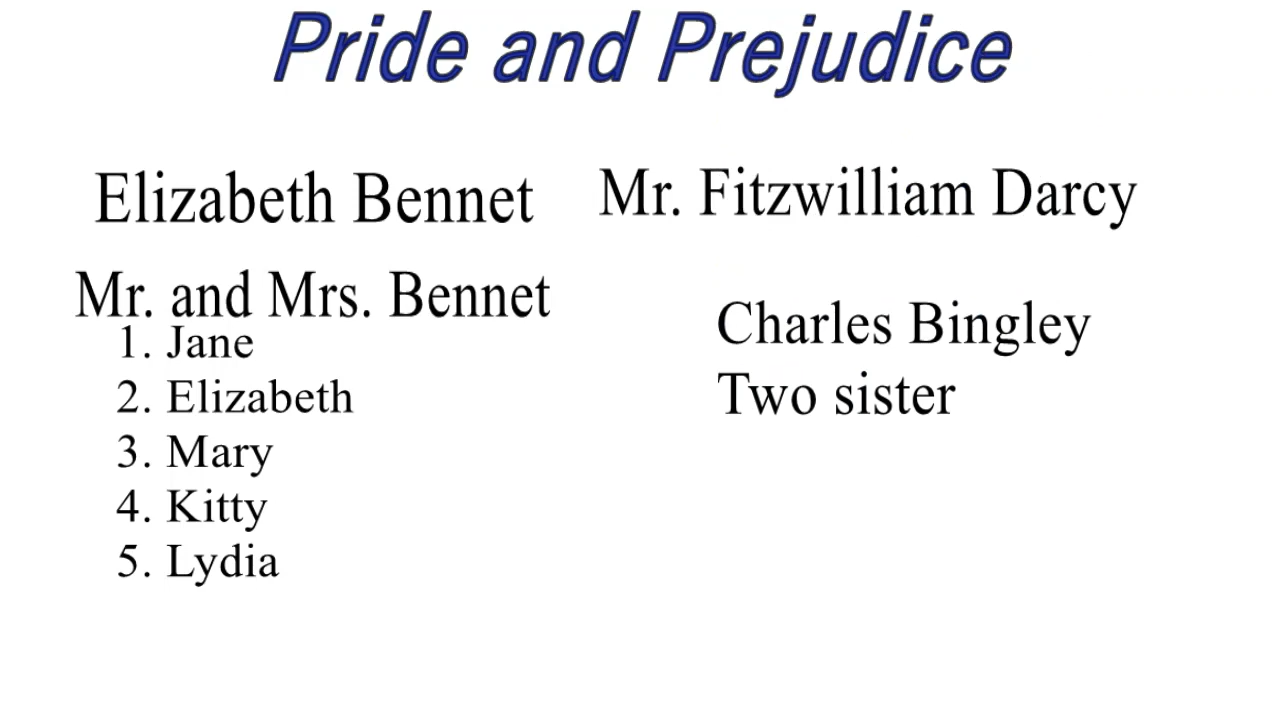 Pride and Prejudice
Elizabeth Bennet
Mr. Fitzwilliam Darcy
Mr. and Mrs. Bennet
1. Jane
2. Elizabeth
3. Mary
4. Kitty
5. Lydia
Charles Bingley
Two sister